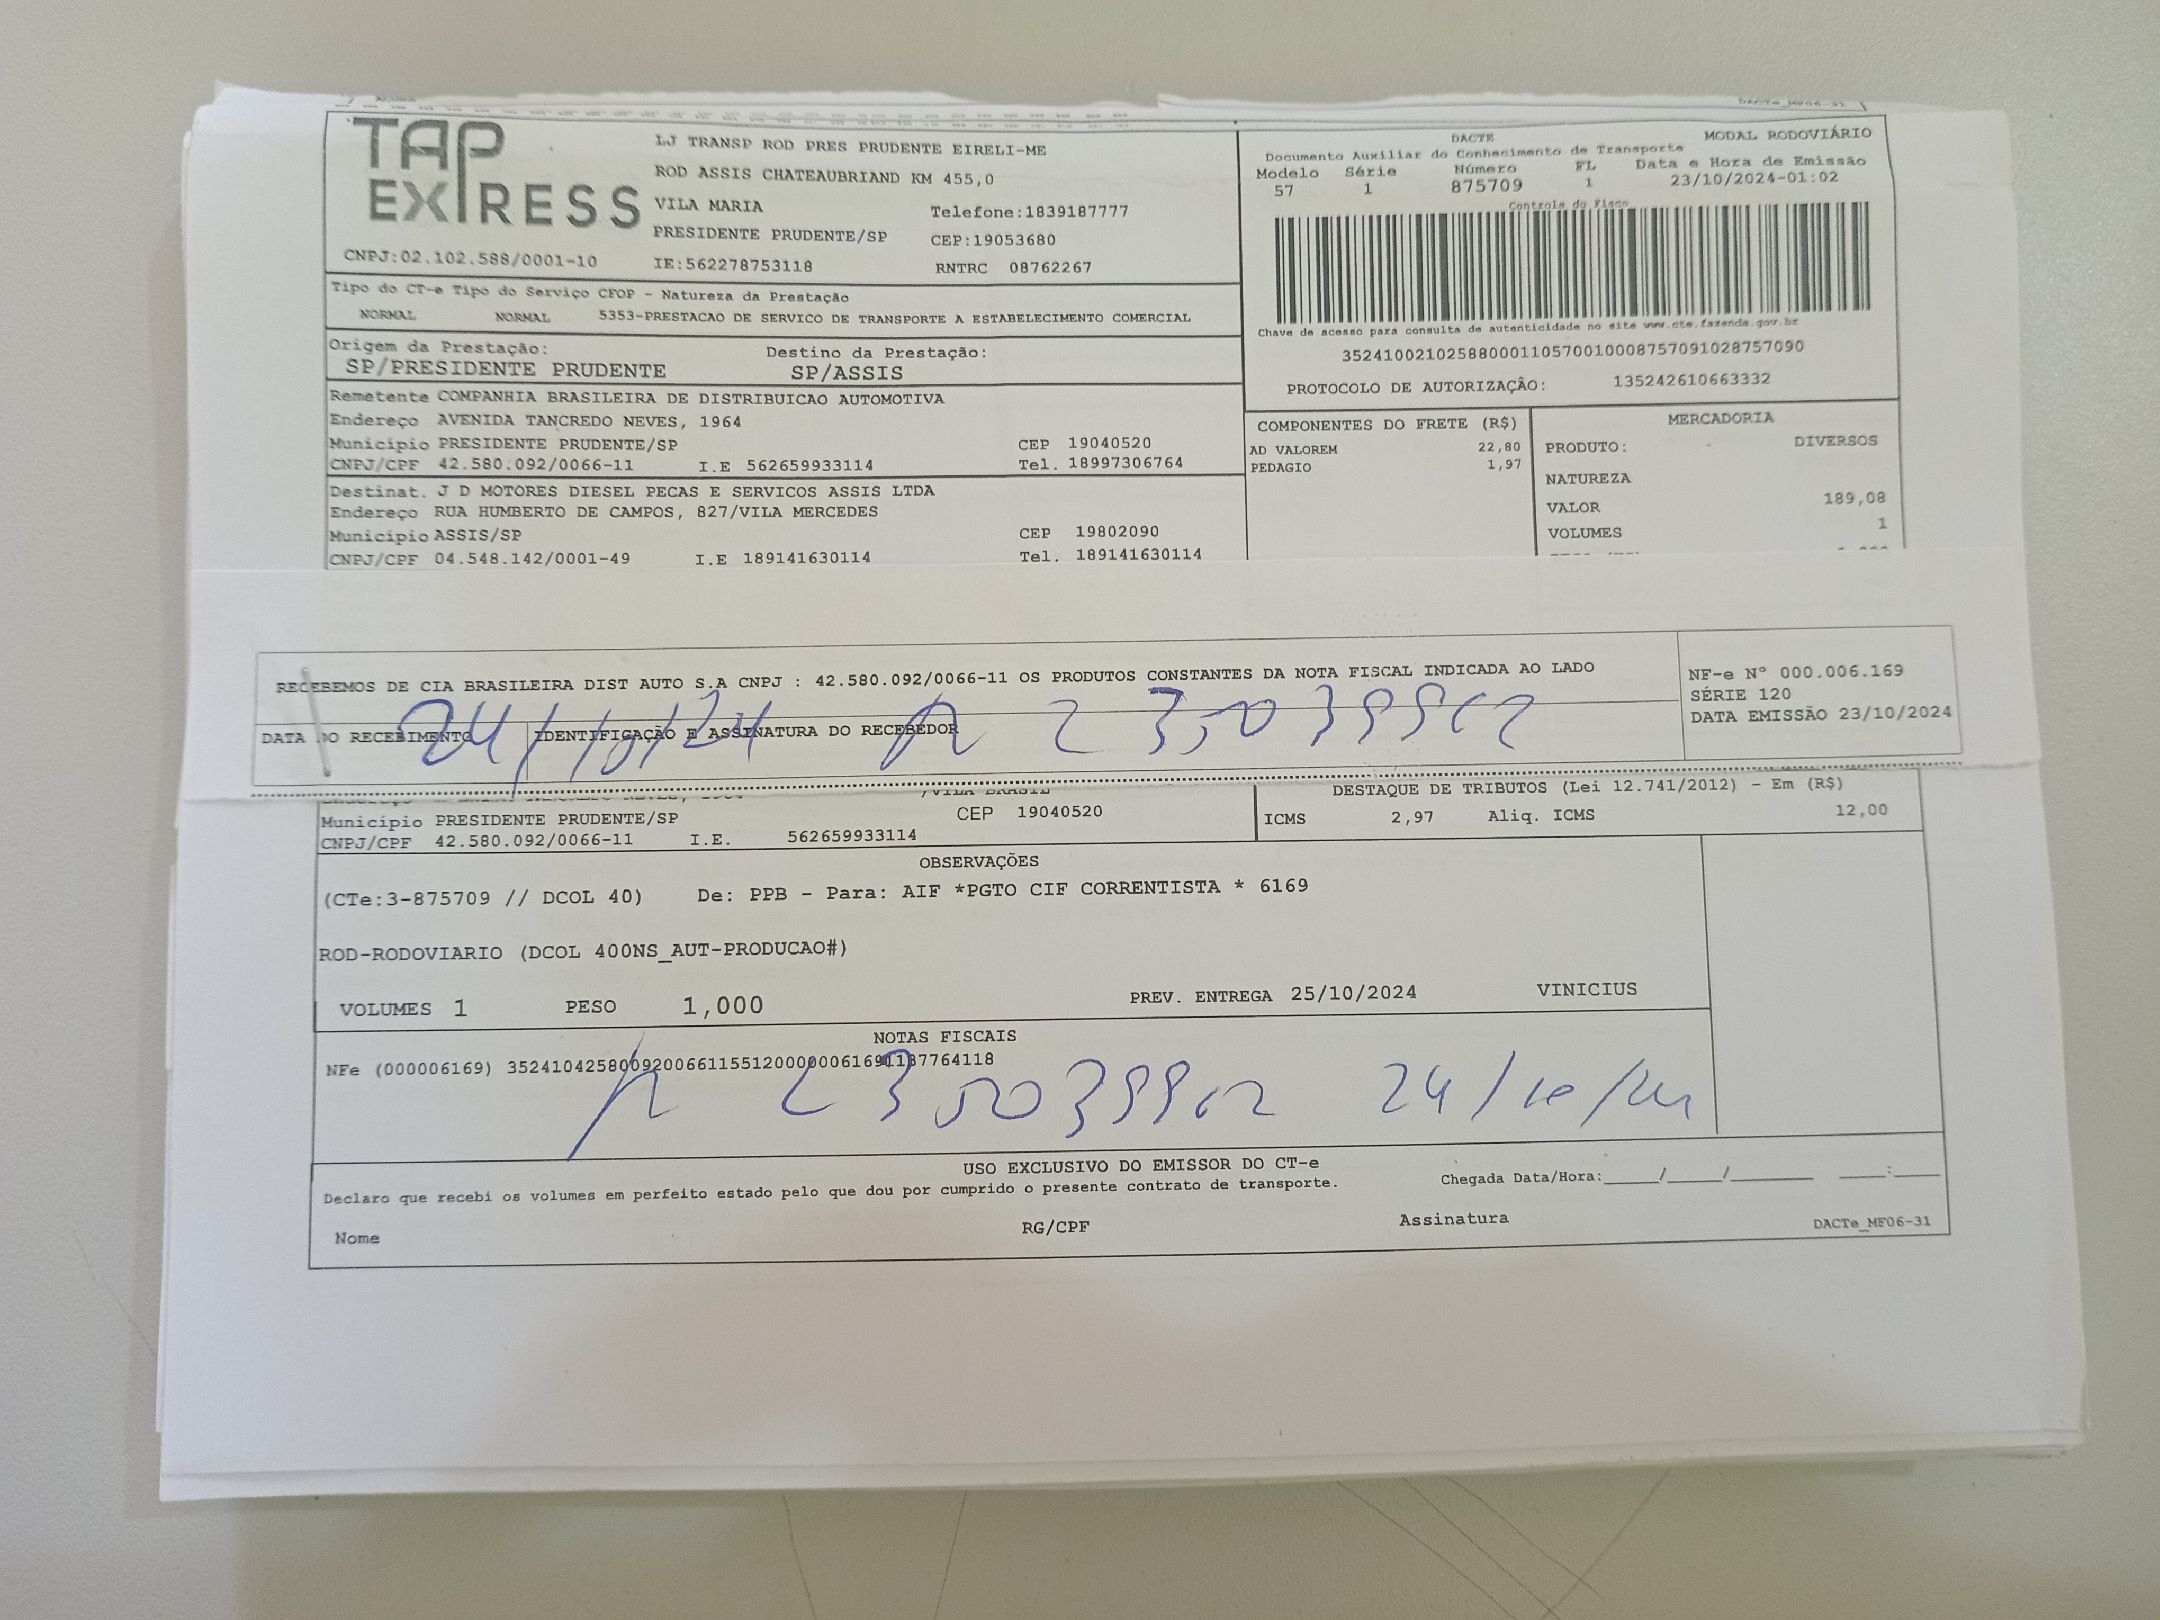 DACTe_MF06-31
TAP EXPRESS
LJ TRANSP ROD PRES PRUDENTE EIRELI-ME
ROD ASSIS CHATEAUBRIAND KM 455,0
VILA MARIA Telefone:1839187777
PRESIDENTE PRUDENTE/SP CEP:19053680
CNPJ:02.102.588/0001-10 IE:562278753118 RNTRC 08762267
DACTE MODAL RODOVIÁRIO
Documento Auxiliar do Conhecimento de Transporte
Modelo Série Número FL Data e Hora de Emissão
57 1 875709 1 23/10/2024-01:02
Controle do Fisco
Chave de acesso para consulta de autenticidade no site www.cte.fazenda.gov.br
35241002102588000110570010008757091028757090
PROTOCOLO DE AUTORIZAÇÃO: 135242610663332
Tipo do CT-e Tipo do Serviço CFOP - Natureza da Prestação
NORMAL NORMAL 5353-PRESTACAO DE SERVICO DE TRANSPORTE A ESTABELECIMENTO COMERCIAL
Origem da Prestação: Destino da Prestação:
SP/PRESIDENTE PRUDENTE SP/ASSIS
Remetente COMPANHIA BRASILEIRA DE DISTRIBUICAO AUTOMOTIVA
Endereço AVENIDA TANCREDO NEVES, 1964
Município PRESIDENTE PRUDENTE/SP CEP 19040520
CNPJ/CPF 42.580.092/0066-11 I.E 562659933114 Tel. 18997306764
Destinat. J D MOTORES DIESEL PECAS E SERVICOS ASSIS LTDA
Endereço RUA HUMBERTO DE CAMPOS, 827/VILA MERCEDES
Município ASSIS/SP CEP 19802090
CNPJ/CPF 04.548.142/0001-49 I.E 189141630114 Tel. 189141630114
COMPONENTES DO FRETE (R$)
AD VALOREM 22,80
PEDAGIO 1,97
MERCADORIA
PRODUTO: DIVERSOS
NATUREZA
VALOR 189,08
VOLUMES 1
RECEBEMOS DE CIA BRASILEIRA DIST AUTO S.A CNPJ : 42.580.092/0066-11 OS PRODUTOS CONSTANTES DA NOTA FISCAL INDICADA AO LADO
NF-e Nº 000.006.169
SÉRIE 120
DATA EMISSÃO 23/10/2024
DATA DO RECEBIMENTO IDENTIFICAÇÃO E ASSINATURA DO RECEBEDOR
24/10/24
/VILA BRASIL
Município PRESIDENTE PRUDENTE/SP CEP 19040520
CNPJ/CPF 42.580.092/0066-11 I.E. 562659933114
DESTAQUE DE TRIBUTOS (Lei 12.741/2012) - Em (R$)
ICMS 2,97 Aliq. ICMS 12,00
OBSERVAÇÕES
(CTe:3-875709 // DCOL 40) De: PPB - Para: AIF *PGTO CIF CORRENTISTA * 6169
ROD-RODOVIARIO (DCOL 400NS_AUT-PRODUCAO#)
VOLUMES 1 PESO 1,000 PREV. ENTREGA 25/10/2024 VINICIUS
NOTAS FISCAIS
NFe (000006169) 35241042580092006611551200000061691187764118
24/10/24
USO EXCLUSIVO DO EMISSOR DO CT-e
Declaro que recebi os volumes em perfeito estado pelo que dou por cumprido o presente contrato de transporte. Chegada Data/Hora:_____/_____/________ ____:____
Nome RG/CPF Assinatura DACTe_MF06-31